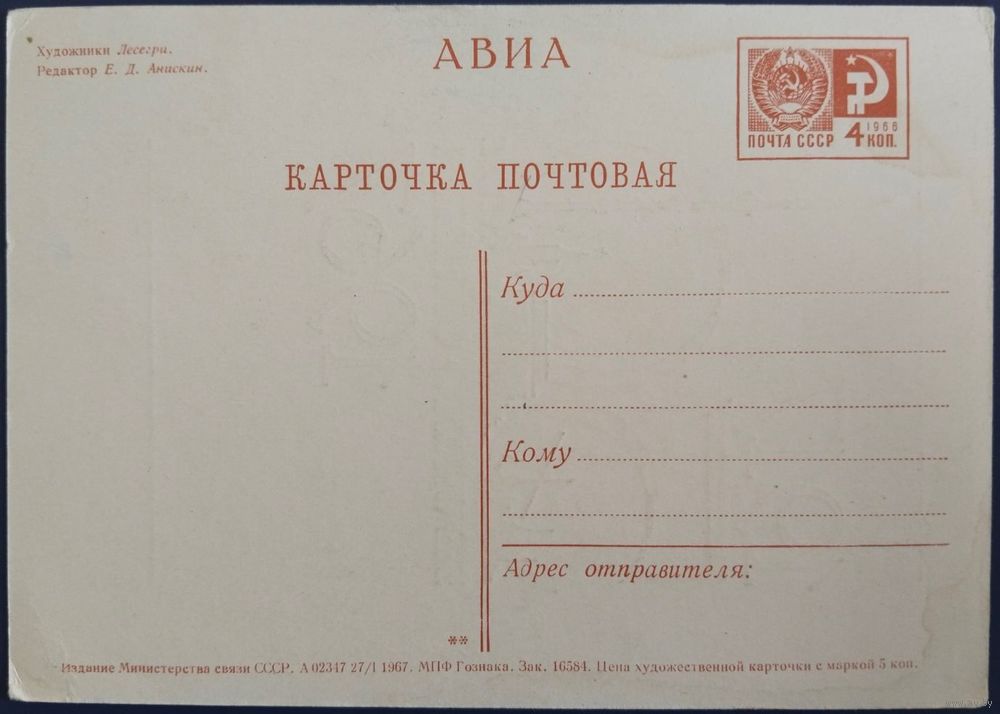 Художники Лесегри.
Редактор Е. Д. Анискин.
АВИА
ПОЧТА СССР 4 1966 КОП.
КАРТОЧКА ПОЧТОВАЯ
Куда
Кому
Адрес отправителя:
**
Издание Министерства связи СССР. А 02347 27/I 1967. МПФ Гознака. Зак. 16584. Цена художественной карточки с маркой 5 коп.